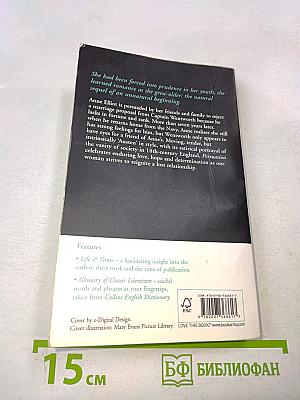 She had been forced into prudence in her youth, she
learned romance as she grew older: the natural
sequel of an unnatural beginning.
Anne Elliot is persuaded by her friends and family to reject
a marriage proposal from Captain Wentworth because he
lacks in fortune and rank. More than seven years later,
when he returns home from the Navy, Anne realises she still
has strong feelings for him, but Wentworth only appears to
have eyes for a friend of Anne's. Moving, tender, but
intrinsically 'Austen' in style, with its satirical portrayal of
the vanity of society in 18th-century England, Persuasion
celebrates enduring love, hope and determination as one
woman strives to reignite a lost relationship.
Features
• Life & Times – a fascinating insight into the
author, their work and the time of publication
• Glossary of Classic Literature – useful
words and phrases at your fingertips,
taken from Collins English Dictionary
FSC
LOVE THIS BOOK? WWW.bookarmy.com
Cover by e-Digital Design.
Cover illustration: Mary Evans Picture Library.
15 см
БФ БИБЛИОФАН